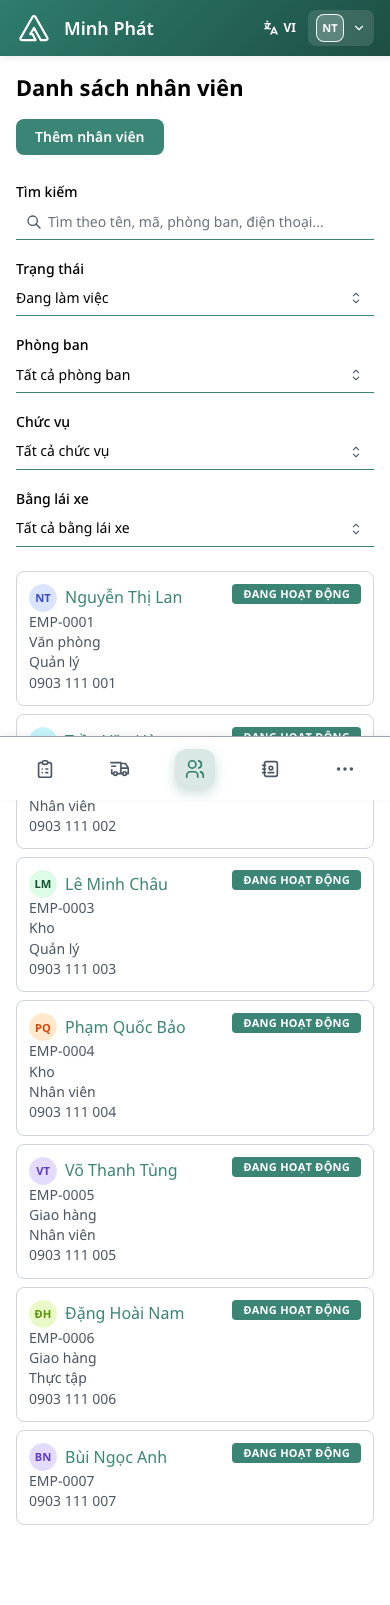 Minh Phát
VI
NT
Danh sách nhân viên
Thêm nhân viên
Tìm kiếm
Tìm theo tên, mã, phòng ban, điện thoại...
Trạng thái
Đang làm việc
Phòng ban
Tất cả phòng ban
Chức vụ
Tất cả chức vụ
Bằng lái xe
Tất cả bằng lái xe
NT Nguyễn Thị Lan ĐANG HOẠT ĐỘNG
EMP-0001
Văn phòng
Quản lý
0903 111 001
Nhân viên
0903 111 002
LM Lê Minh Châu ĐANG HOẠT ĐỘNG
EMP-0003
Kho
Quản lý
0903 111 003
PQ Phạm Quốc Bảo ĐANG HOẠT ĐỘNG
EMP-0004
Kho
Nhân viên
0903 111 004
VT Võ Thanh Tùng ĐANG HOẠT ĐỘNG
EMP-0005
Giao hàng
Nhân viên
0903 111 005
ĐH Đặng Hoài Nam ĐANG HOẠT ĐỘNG
EMP-0006
Giao hàng
Thực tập
0903 111 006
BN Bùi Ngọc Anh ĐANG HOẠT ĐỘNG
EMP-0007
0903 111 007